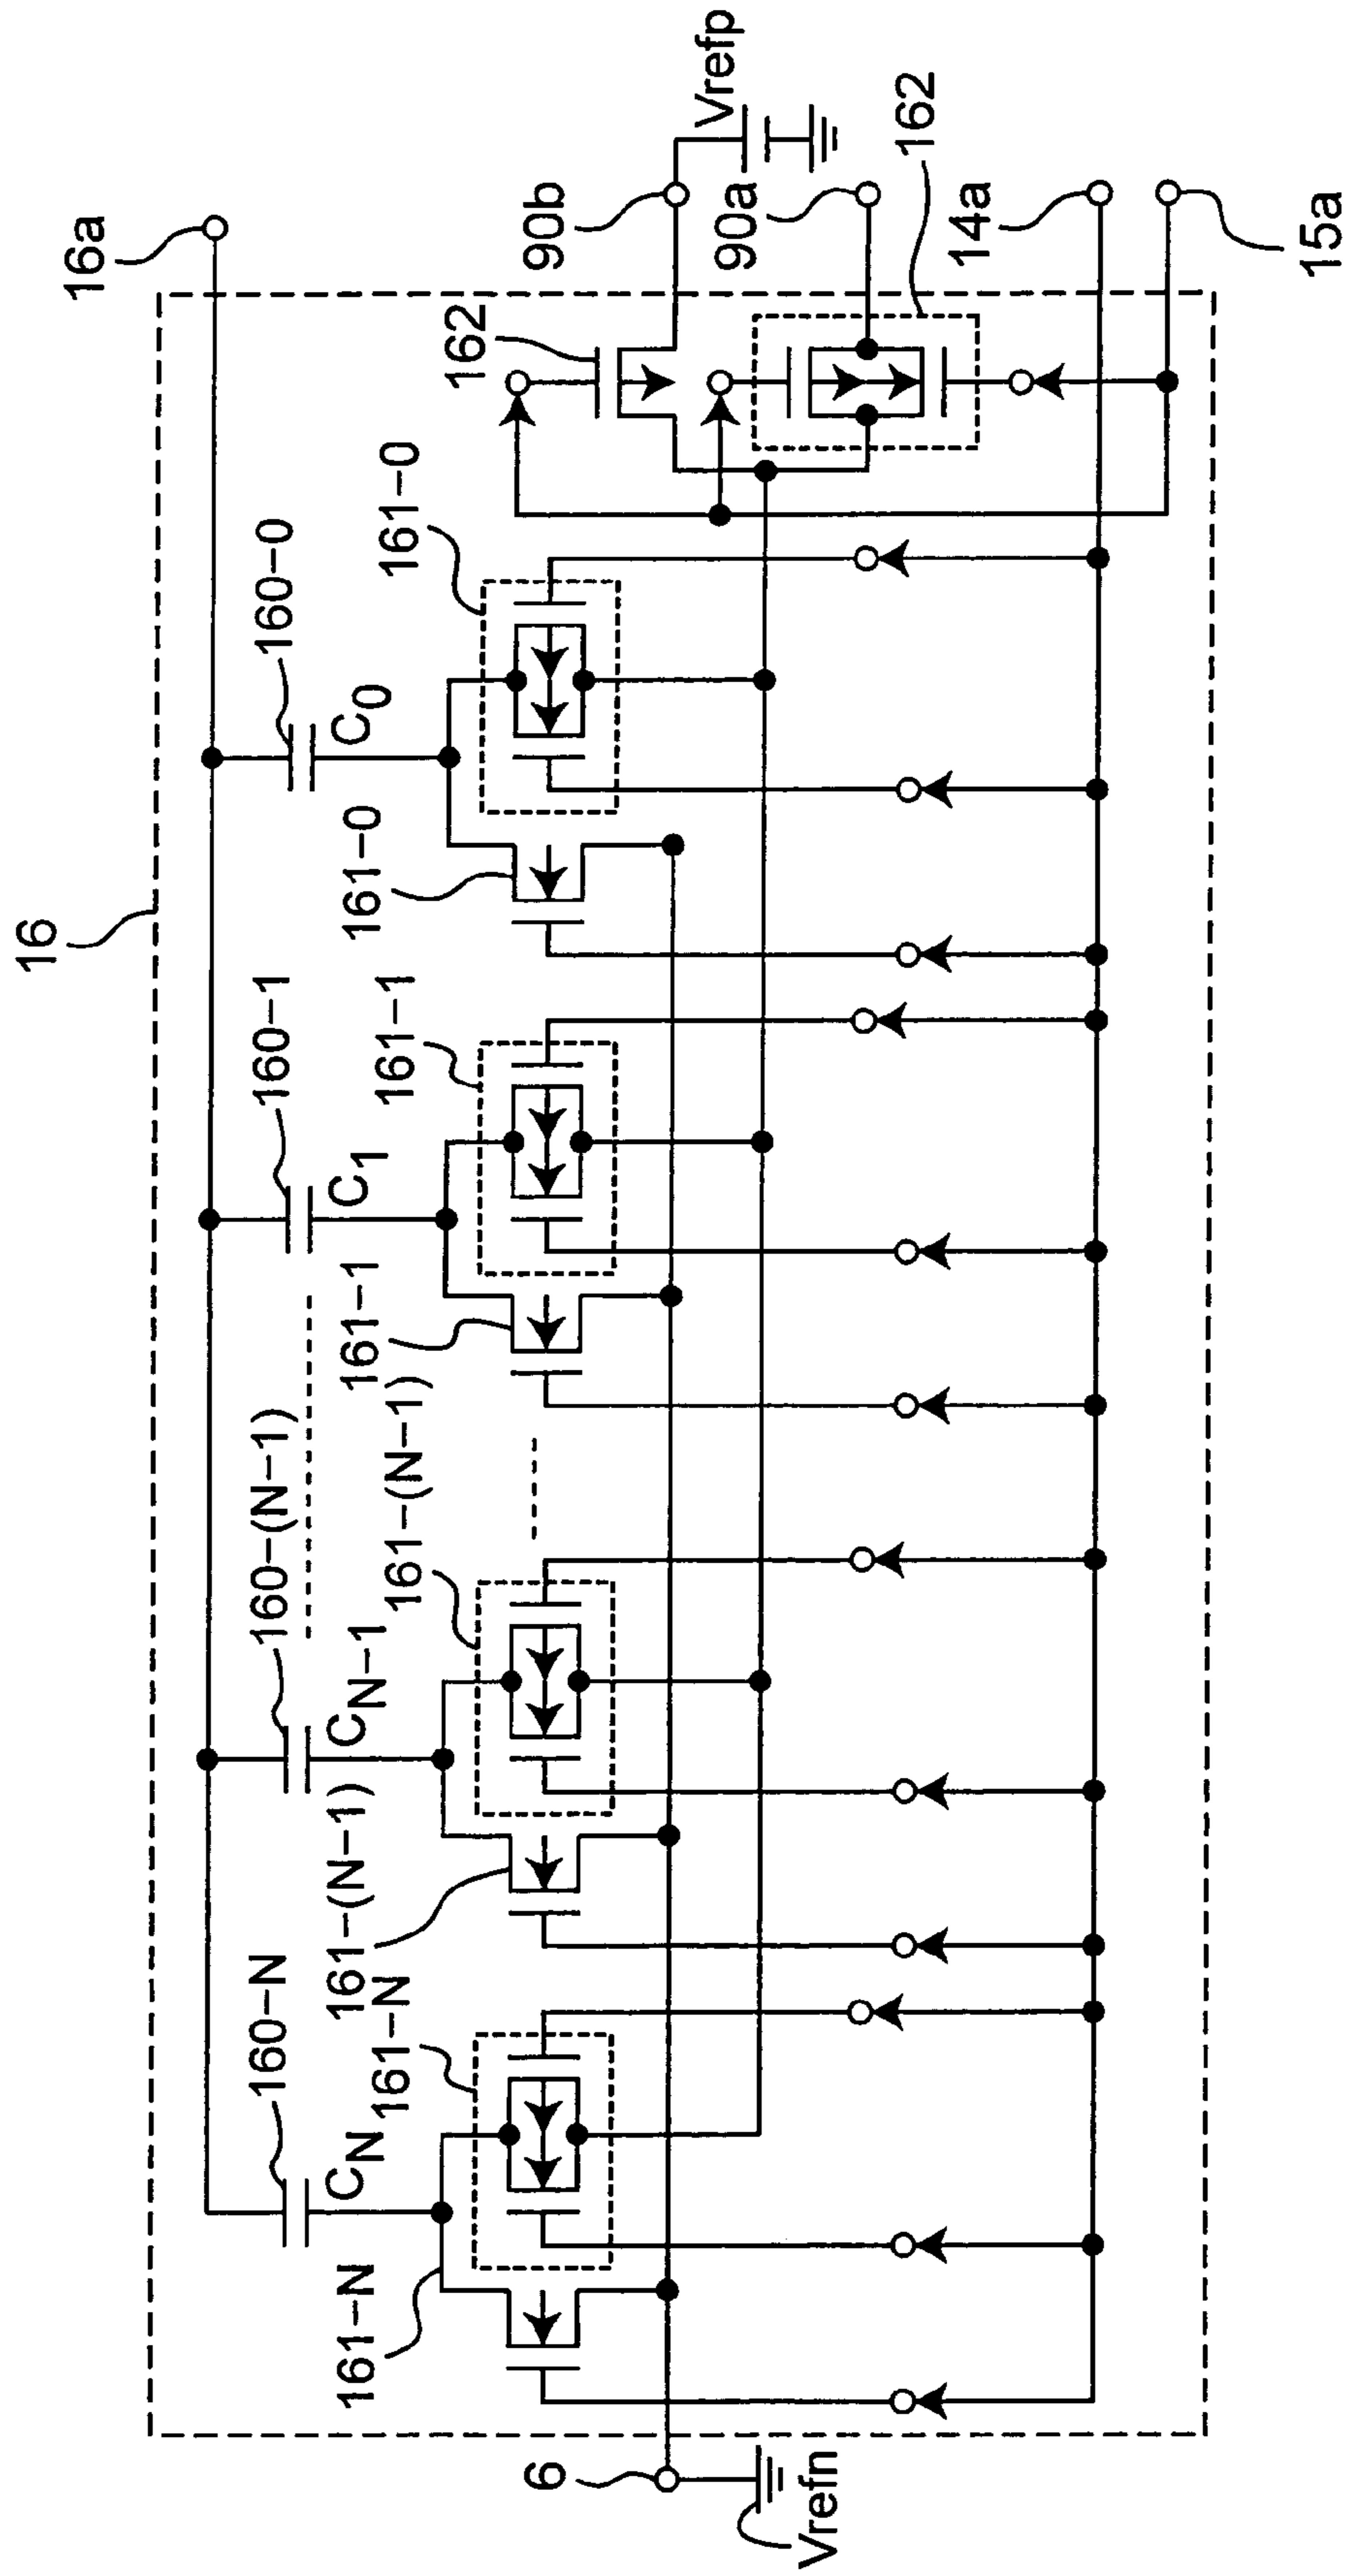 16
16a
160-N
160-(N-1)
160-1
160-0
CN
CN-1
C1
C0
161-N
161-N
161-(N-1)
161-(N-1)
161-1
161-1
161-0
161-0
162
162
6
Vrefn
90b
Vrefp
90a
14a
15a